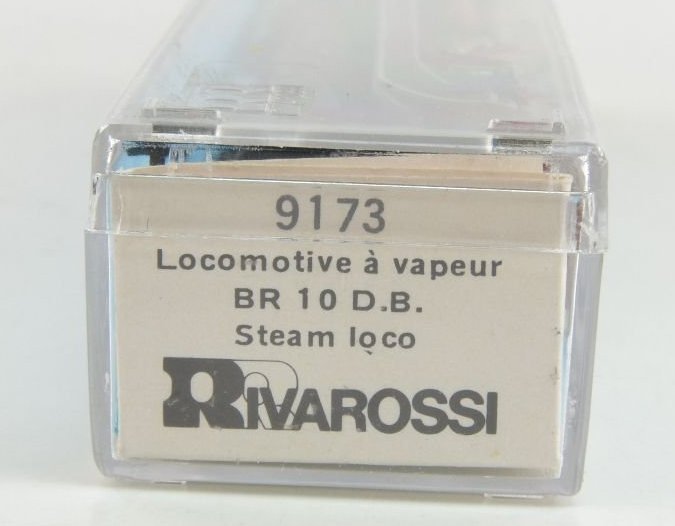 9173
Locomotive à vapeur
BR 10 D.B.
Steam loco
RIVAROSSI